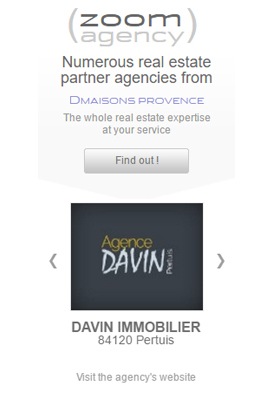 (zoom
agency)
Numerous real estate
partner agencies from
DMAISONS PROVENCE
The whole real estate expertise
at your service
Find out !
Agence
DAVIN
Pertuis
DAVIN IMMOBILIER
84120 Pertuis
Visit the agency's website